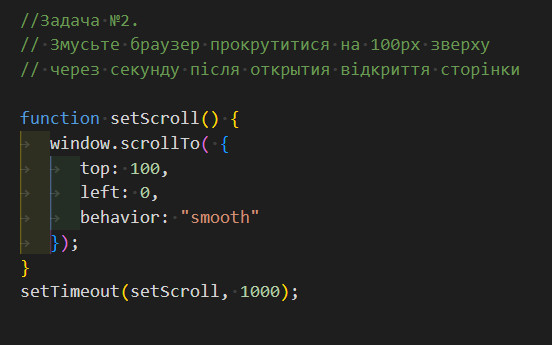 //Задача №2.
// Змусьте браузер прокрутитися на 100px зверху
// через секунду після открытия відкриття сторінки
function setScroll() {
window.scrollTo( {
top: 100,
left: 0,
behavior: "smooth"
});
}
setTimeout(setScroll, 1000);